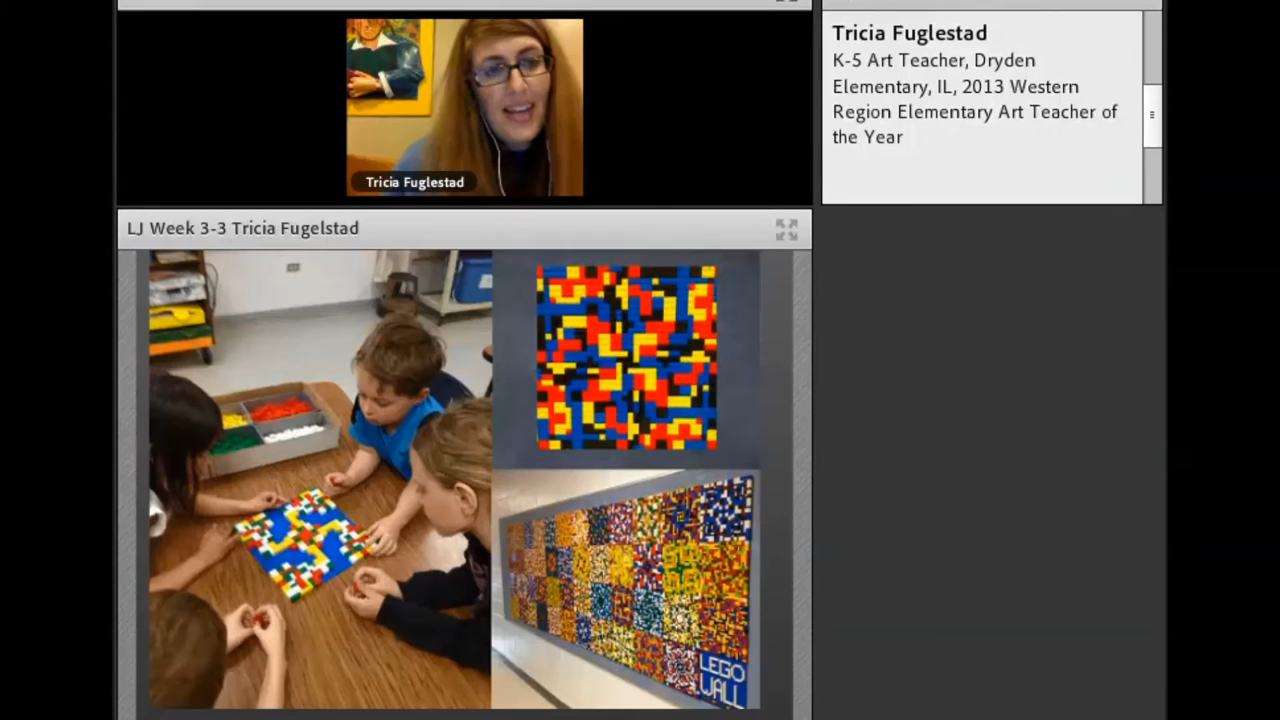 Tricia Fuglestad
K-5 Art Teacher, Dryden
Elementary, IL, 2013 Western
Region Elementary Art Teacher of
the Year
Tricia Fuglestad
LJ Week 3-3 Tricia Fugelstad
LEGO
WALL